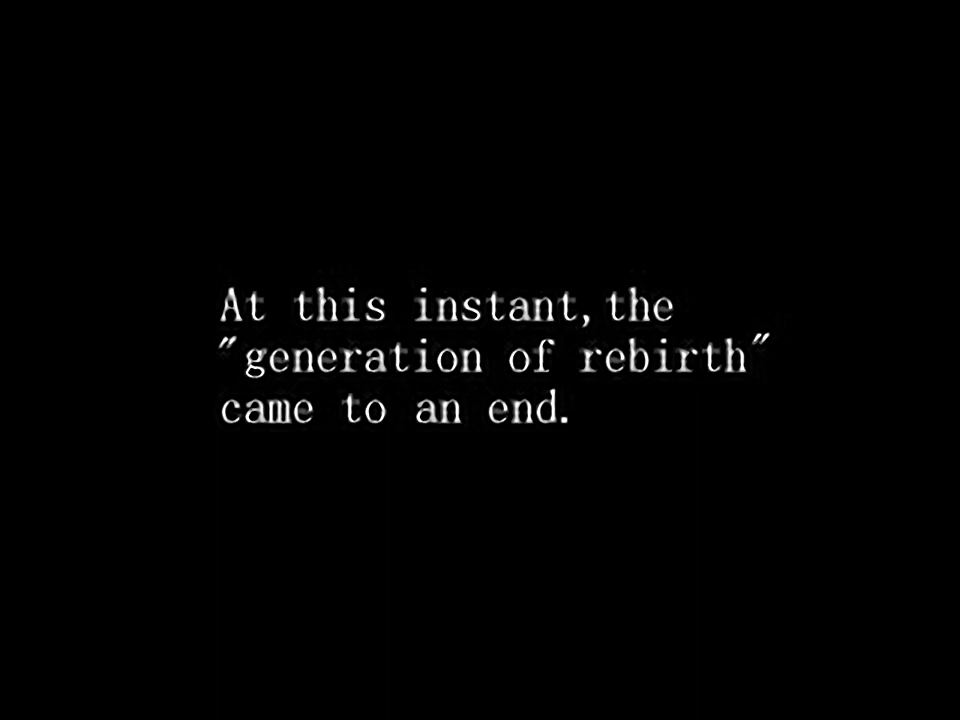 At this instant,the
"generation of rebirth"
came to an end.